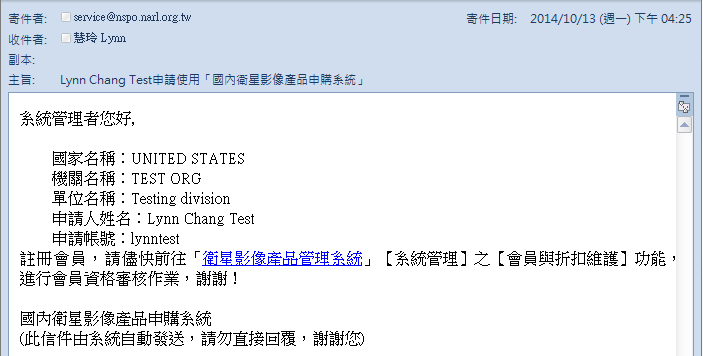 寄件者: service@nspo.narl.org.tw 寄件日期: 2014/10/13 (週一) 下午 04:25
收件者: 慧玲 Lynn
副本:
主旨: Lynn Chang Test申請使用「國內衛星影像產品申購系統」
系統管理者您好,
國家名稱：UNITED STATES
機關名稱：TEST ORG
單位名稱：Testing division
申請人姓名：Lynn Chang Test
申請帳號：lynntest
註冊會員，請儘快前往「衛星影像產品管理系統」【系統管理】之【會員與折扣維護】功能，
進行會員資格審核作業，謝謝！
國內衛星影像產品申購系統
(此信件由系統自動發送，請勿直接回覆，謝謝您)